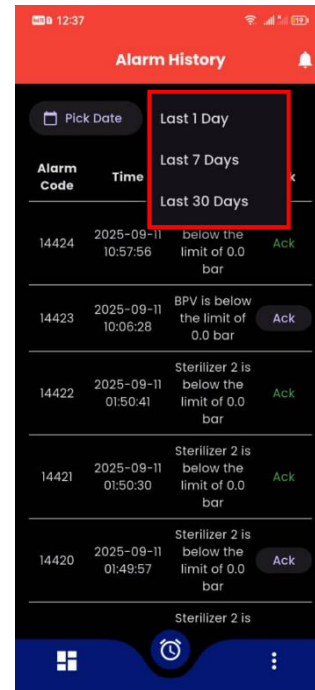 12:37
19
Alarm History
Pick Date
Last 1 Day
Last 7 Days
Last 30 Days
Alarm
Code
Time
k
14424
2025-09-11
10:57:56
below the
limit of 0.0
bar
Ack
14423
2025-09-11
10:06:28
BPV is below
the limit of
0.0 bar
Ack
14422
2025-09-11
01:50:41
Sterilizer 2 is
below the
limit of 0.0
bar
Ack
14421
2025-09-11
01:50:30
Sterilizer 2 is
below the
limit of 0.0
bar
Ack
14420
2025-09-11
01:49:57
Sterilizer 2 is
below the
limit of 0.0
bar
Ack
Sterilizer 2 is